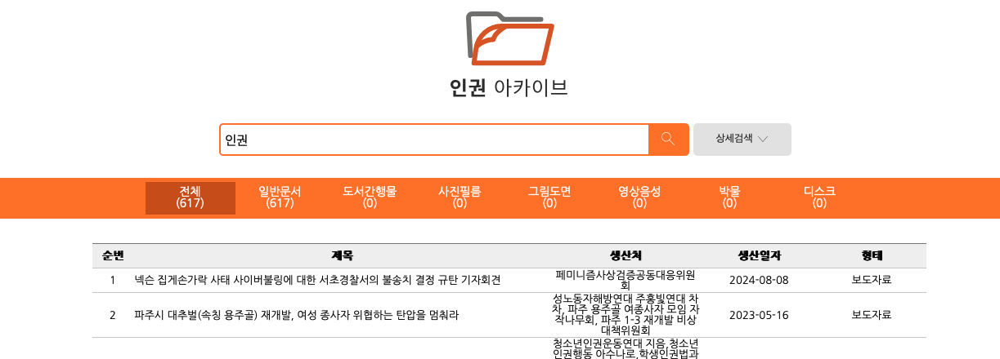 인권 아카이브
인권
상세검색
전체 일반문서 도서간행물 사진필름 그림도면 영상음성 박물 디스크
(617) (617) (0) (0) (0) (0) (0) (0)
순번 제목 생산처 생산일자 형태
1 넥슨 집게손가락 사태 사이버불링에 대한 서초경찰서의 불송치 결정 규탄 기자회견 페미니즘사상검증공동대응위원
회 2024-08-08 보도자료
성노동자해방연대 주홍빛연대 차
2 파주시 대추벌(속칭 용주골) 재개발, 여성 종사자 위협하는 탄압을 멈춰라 차, 파주 용주골 여종사자 모임 자 2023-05-16 보도자료
작나무회, 파주 1-3 재개발 비상
대책위원회
청소년인권운동연대 지음,청소년
인권행동 아수나로,학생인권법과